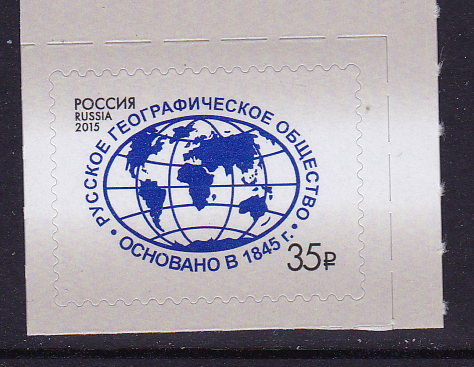 РОССИЯ
RUSSIA
2015
РУССКОЕ ГЕОГРАФИЧЕСКОЕ ОБЩЕСТВО
• ОСНОВАНО В 1845 г. •
35₽